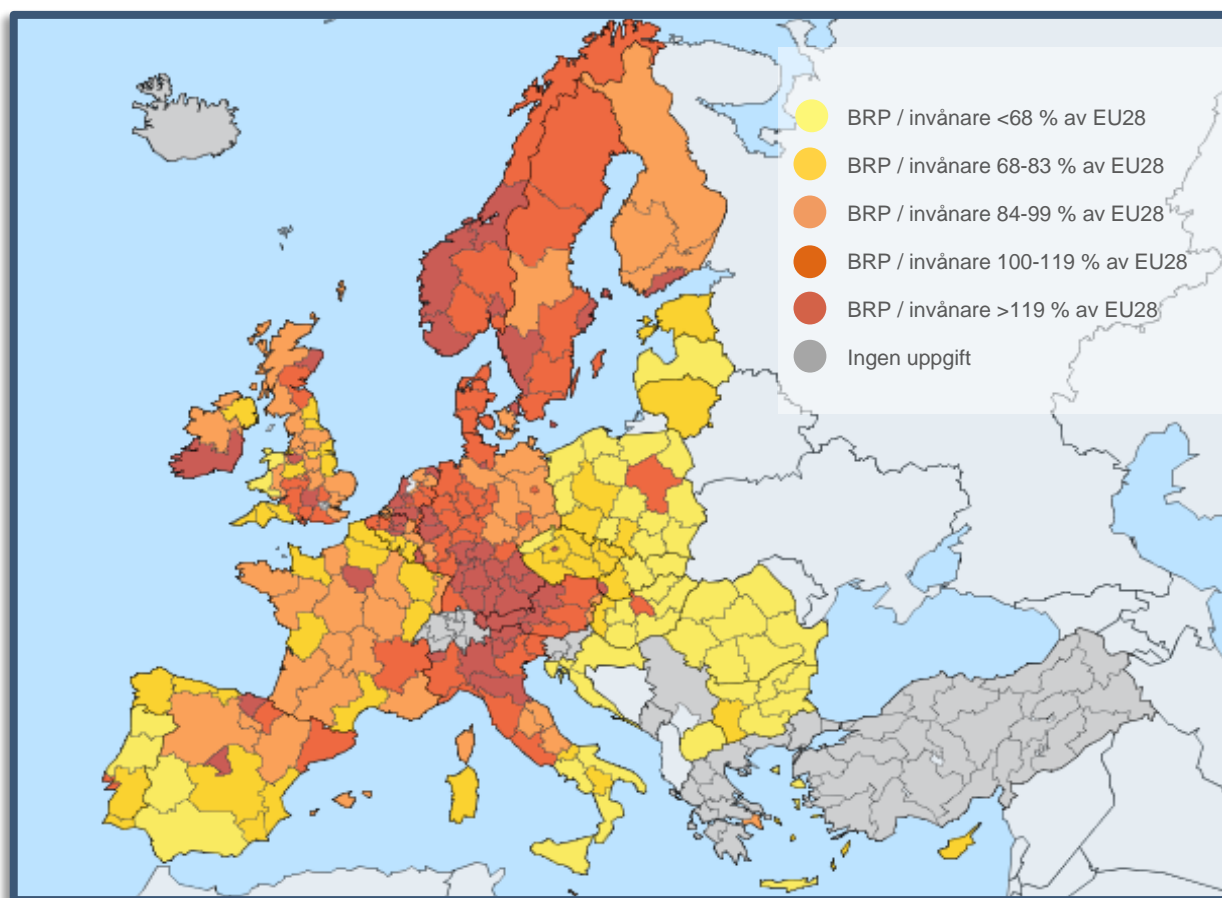 BRP / invånare <68 % av EU28
BRP / invånare 68-83 % av EU28
BRP / invånare 84-99 % av EU28
BRP / invånare 100-119 % av EU28
BRP / invånare >119 % av EU28
Ingen uppgift